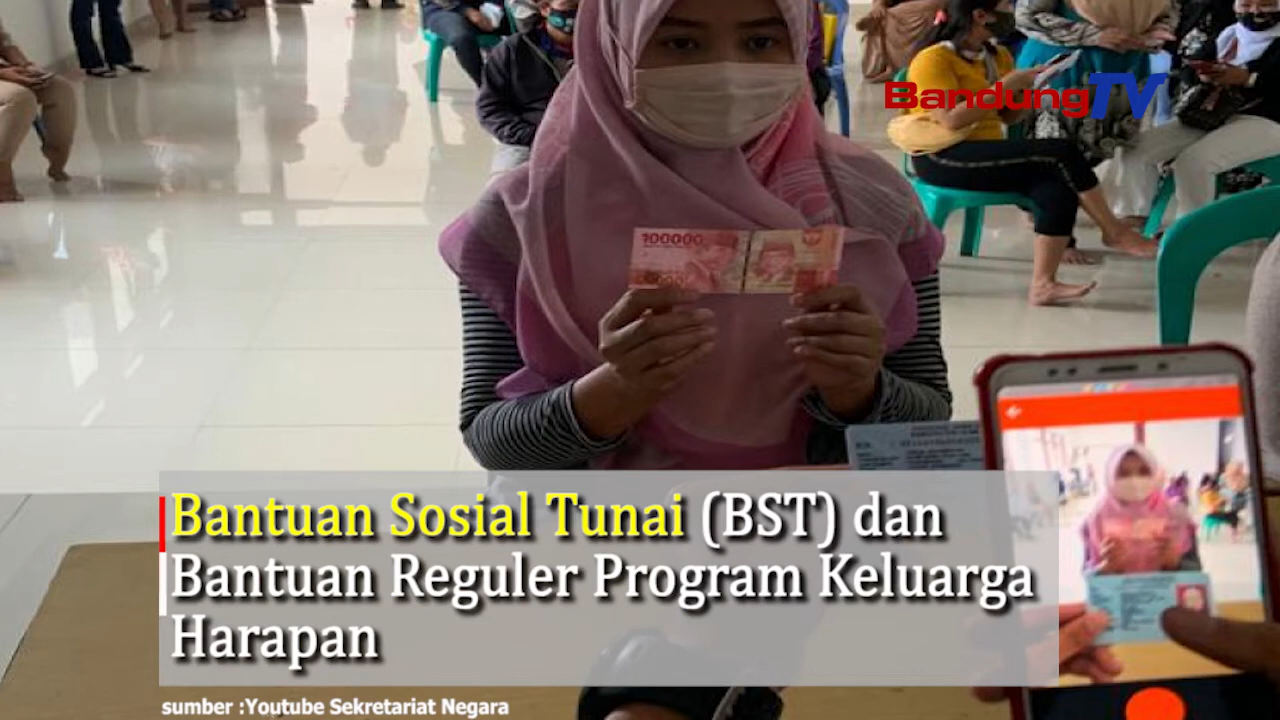 BandungTV
100000
Bantuan Sosial Tunai (BST) dan
Bantuan Reguler Program Keluarga
Harapan
sumber :Youtube Sekretariat Negara